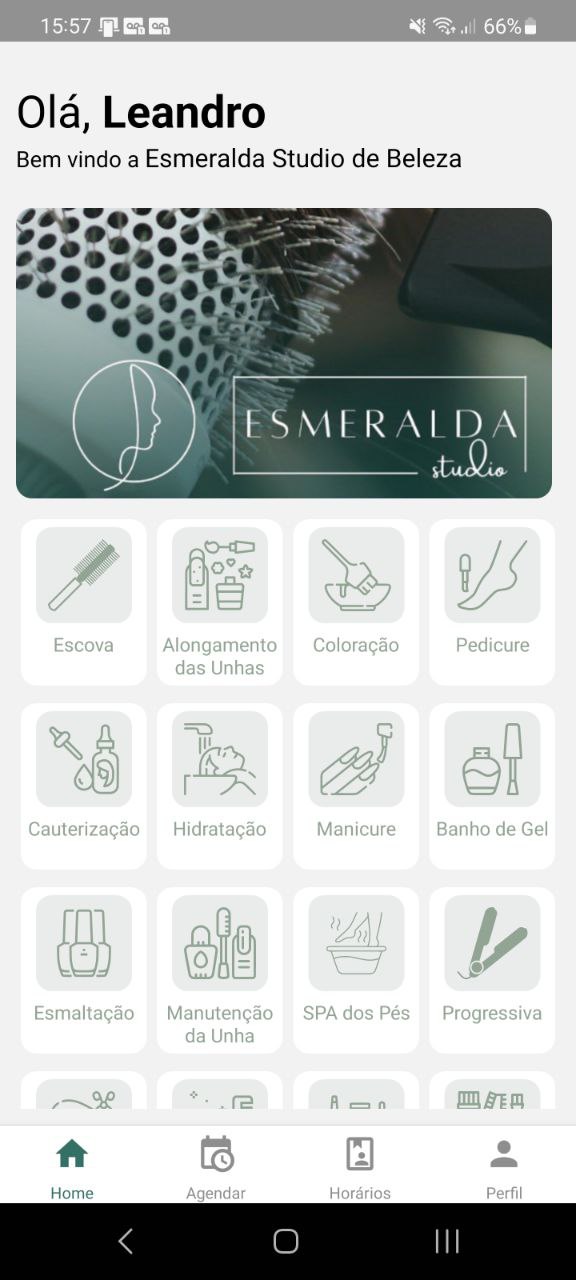 15:57 66%
Olá, Leandro
Bem vindo a Esmeralda Studio de Beleza
ESMERALDA
studio
Escova
Alongamento
das Unhas
Coloração
Pedicure
Cauterização
Hidratação
Manicure
Banho de Gel
Esmaltação
Manutenção
da Unha
SPA dos Pés
Progressiva
Home
Agendar
Horários
Perfil